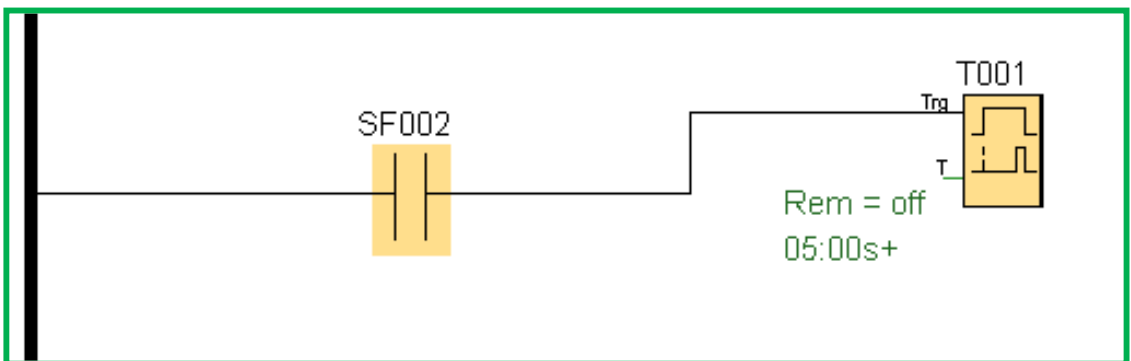 T001
Trg
SF002
T
Rem = off
05:00s+